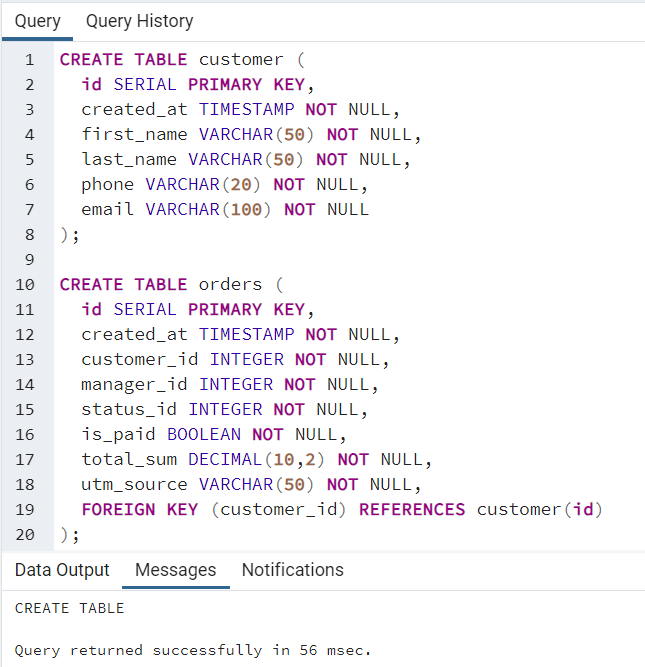 Query Query History
1 CREATE TABLE customer (
2 id SERIAL PRIMARY KEY,
3 created_at TIMESTAMP NOT NULL,
4 first_name VARCHAR(50) NOT NULL,
5 last_name VARCHAR(50) NOT NULL,
6 phone VARCHAR(20) NOT NULL,
7 email VARCHAR(100) NOT NULL
8 );
9
10 CREATE TABLE orders (
11 id SERIAL PRIMARY KEY,
12 created_at TIMESTAMP NOT NULL,
13 customer_id INTEGER NOT NULL,
14 manager_id INTEGER NOT NULL,
15 status_id INTEGER NOT NULL,
16 is_paid BOOLEAN NOT NULL,
17 total_sum DECIMAL(10,2) NOT NULL,
18 utm_source VARCHAR(50) NOT NULL,
19 FOREIGN KEY (customer_id) REFERENCES customer(id)
20 );
Data Output Messages Notifications
CREATE TABLE
Query returned successfully in 56 msec.